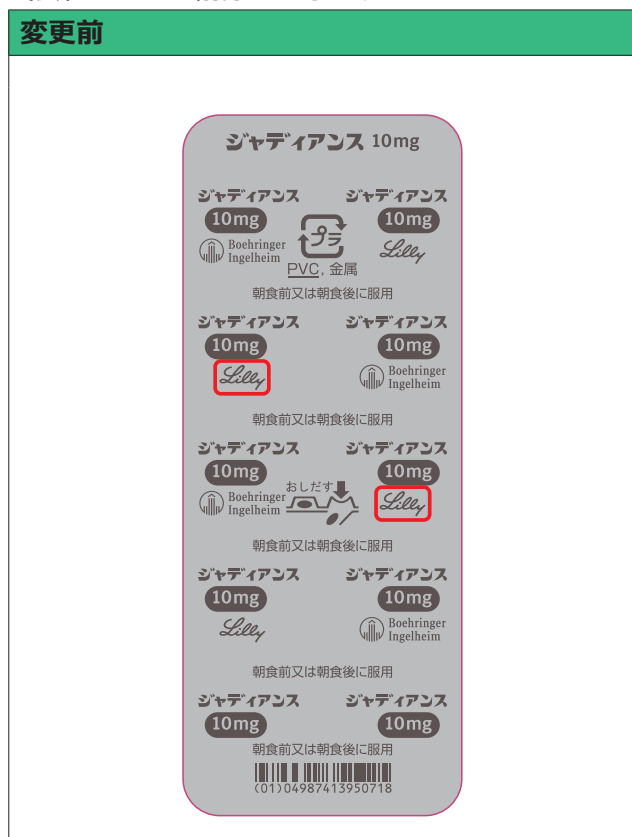 変更前
ジャディアンス 10mg
ジャディアンス ジャディアンス
10mg 10mg
Boehringer Ingelheim プラ Lilly
PVC, 金属
朝食前又は朝食後に服用
ジャディアンス ジャディアンス
10mg 10mg
Lilly Boehringer Ingelheim
朝食前又は朝食後に服用
ジャディアンス ジャディアンス
10mg 10mg
Boehringer Ingelheim おしだす Lilly
朝食前又は朝食後に服用
ジャディアンス ジャディアンス
10mg 10mg
Lilly Boehringer Ingelheim
朝食前又は朝食後に服用
ジャディアンス ジャディアンス
10mg 10mg
朝食前又は朝食後に服用
(01)04987413950718